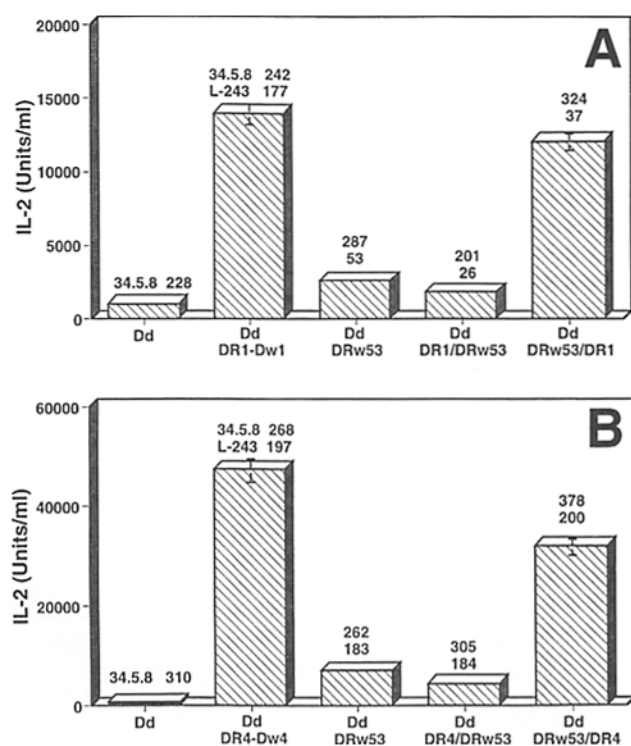 A
20000
15000
10000
5000
0
IL-2 (Units/ml)
34.5.8 228
34.5.8 242
L-243 177
287
53
201
26
324
37
Dd
Dd
DR1-Dw1
Dd
DRw53
Dd
DR1/DRw53
Dd
DRw53/DR1
B
60000
40000
20000
0
IL-2 (Units/ml)
34.5.8 310
34.5.8 268
L-243 197
262
183
305
184
378
200
Dd
Dd
DR4-Dw4
Dd
DRw53
Dd
DR4/DRw53
Dd
DRw53/DR4